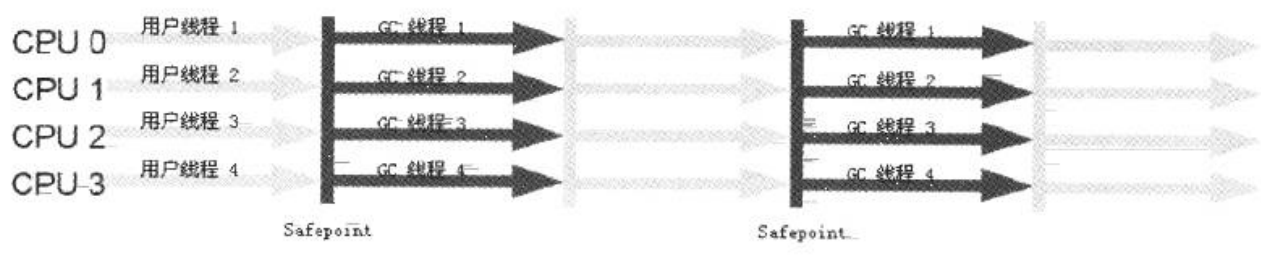 CPU 0 用户线程 1 GC 线程 1 GC 线程 1
CPU 1 用户线程 2 GC 线程 2 GC 线程 2
CPU 2 用户线程 3 GC 线程 3 GC 线程 3
CPU 3 用户线程 4 GC 线程 4 GC 线程 4
Safepoint Safepoint